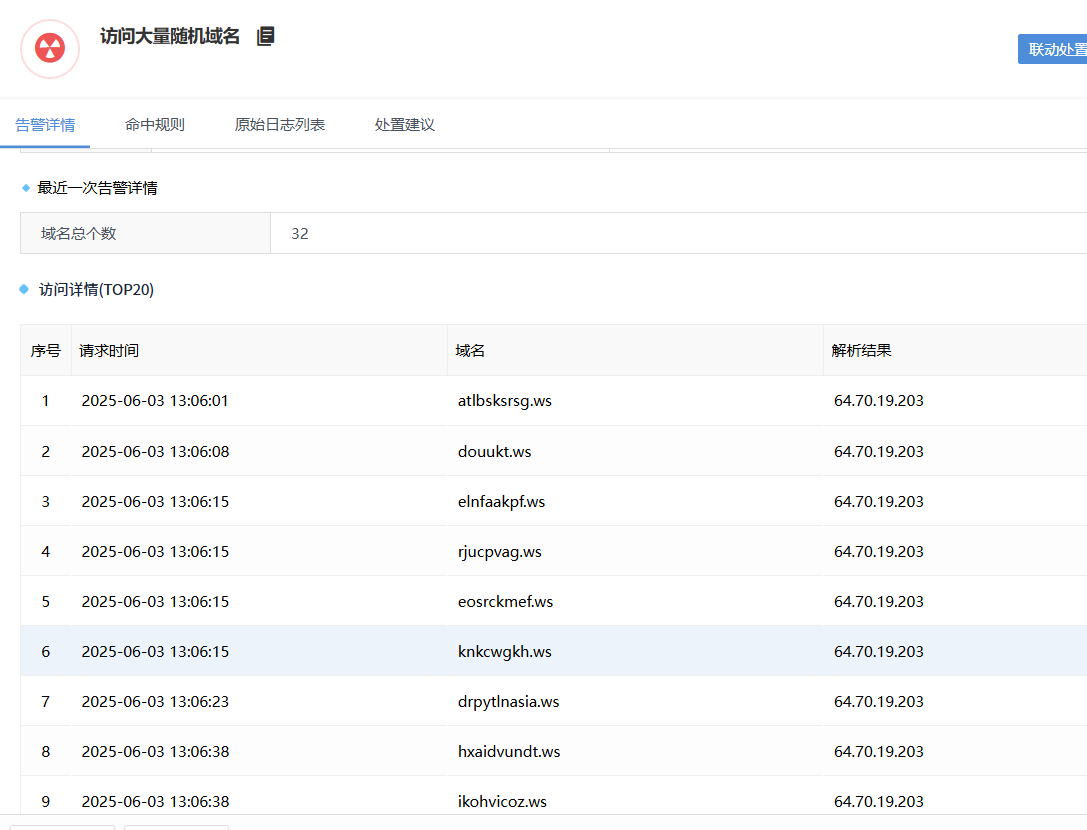 访问大量随机域名
联动处置
告警详情 命中规则 原始日志列表 处置建议
最近一次告警详情
域名总个数 32
访问详情(TOP20)
序号 请求时间 域名 解析结果
1 2025-06-03 13:06:01 atlbsksrsg.ws 64.70.19.203
2 2025-06-03 13:06:08 douukt.ws 64.70.19.203
3 2025-06-03 13:06:15 elnfaakpf.ws 64.70.19.203
4 2025-06-03 13:06:15 rjucpvag.ws 64.70.19.203
5 2025-06-03 13:06:15 eosrckmef.ws 64.70.19.203
6 2025-06-03 13:06:15 knkcwgkh.ws 64.70.19.203
7 2025-06-03 13:06:23 drpytlnasia.ws 64.70.19.203
8 2025-06-03 13:06:38 hxaidvundt.ws 64.70.19.203
9 2025-06-03 13:06:38 ikohvicoz.ws 64.70.19.203